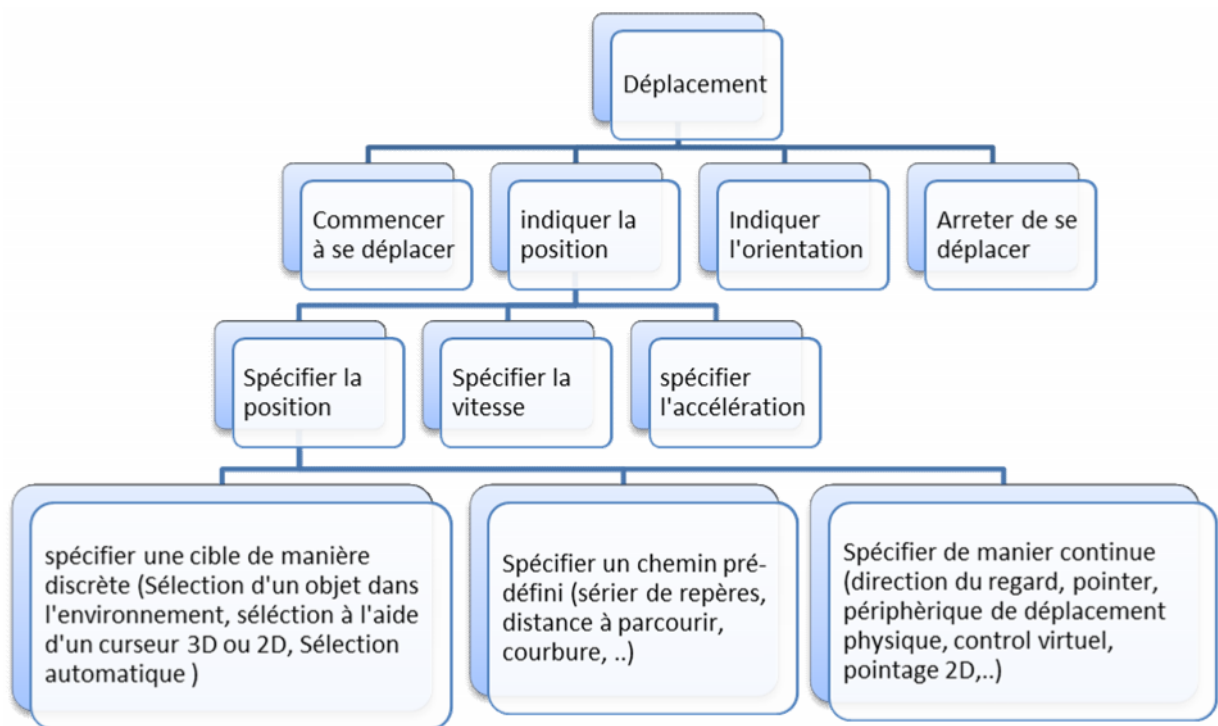 Déplacement
Commencer
à se déplacer
indiquer la
position
Indiquer
l'orientation
Arreter de se
déplacer
Spécifier la
position
Spécifier la
vitesse
spécifier
l'accélération
spécifier une cible de manière
discrète (Sélection d'un objet dans
l'environnement, séléction à l'aide
d'un curseur 3D ou 2D, Sélection
automatique )
Spécifier un chemin pré-
défini (sérier de repères,
distance à parcourir,
courbure, ..)
Spécifier de manier continue
(direction du regard, pointer,
périphèrique de déplacement
physique, control virtuel,
pointage 2D,..)